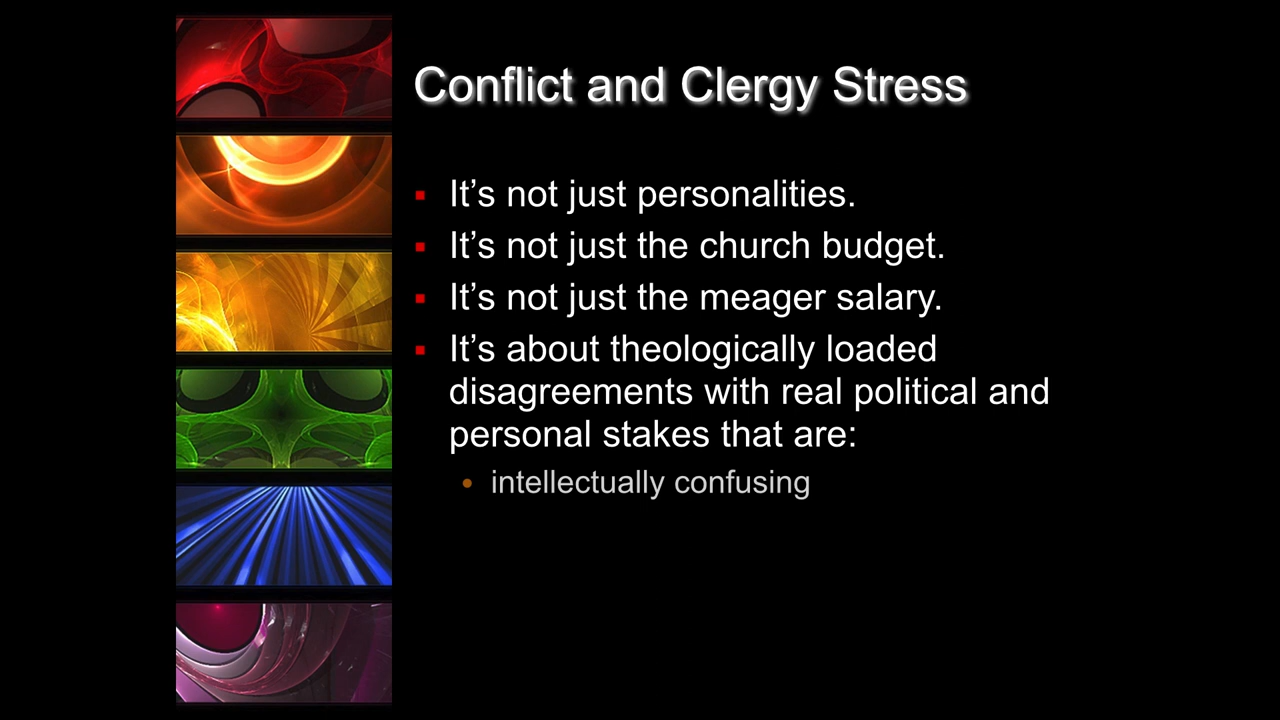 Conflict and Clergy Stress
It’s not just personalities.
It’s not just the church budget.
It’s not just the meager salary.
It’s about theologically loaded
disagreements with real political and
personal stakes that are:
intellectually confusing